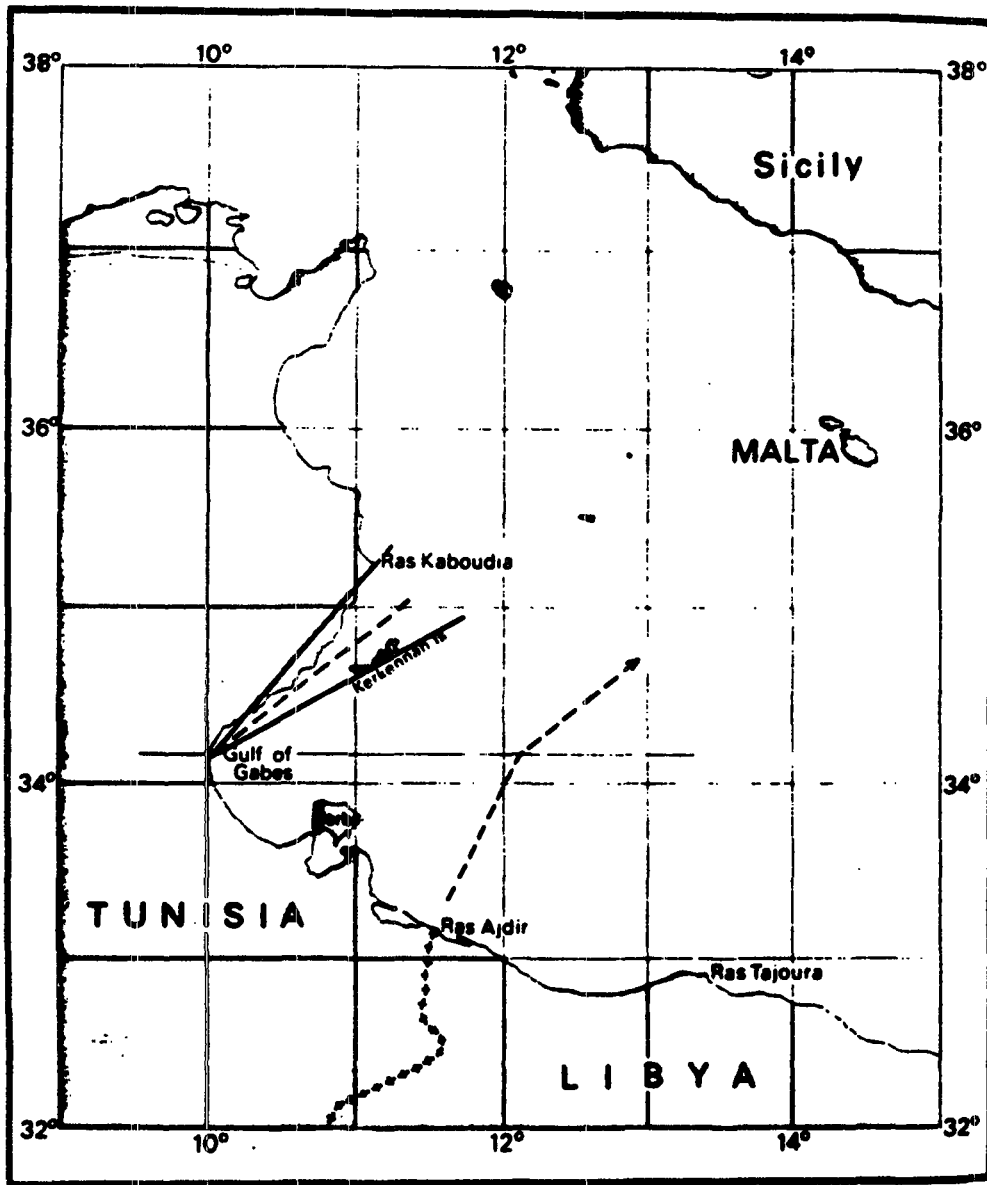 10° 12° 14°
38° 38°
Sicily
36° 36°
MALTA
Ras Kaboudia
Kerkennah Is
Gulf of
Gabes
34° 34°
TUNISIA
Ras Ajdir
Ras Tajoura
LIBYA
32° 32°
10° 12° 14°